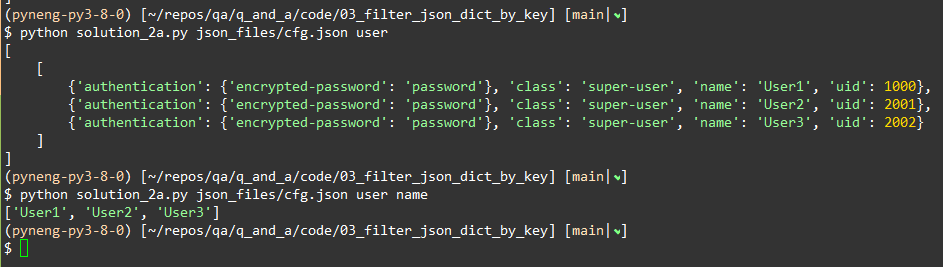 (pyneng-py3-8-0) [~/repos/qa/q_and_a/code/03_filter_json_dict_by_key] [main|✔]
$ python solution_2a.py json_files/cfg.json user
[
    [
        {'authentication': {'encrypted-password': 'password'}, 'class': 'super-user', 'name': 'User1', 'uid': 1000},
        {'authentication': {'encrypted-password': 'password'}, 'class': 'super-user', 'name': 'User2', 'uid': 2001},
        {'authentication': {'encrypted-password': 'password'}, 'class': 'super-user', 'name': 'User3', 'uid': 2002}
    ]
]
(pyneng-py3-8-0) [~/repos/qa/q_and_a/code/03_filter_json_dict_by_key] [main|✔]
$ python solution_2a.py json_files/cfg.json user name
['User1', 'User2', 'User3']
(pyneng-py3-8-0) [~/repos/qa/q_and_a/code/03_filter_json_dict_by_key] [main|✔]
$